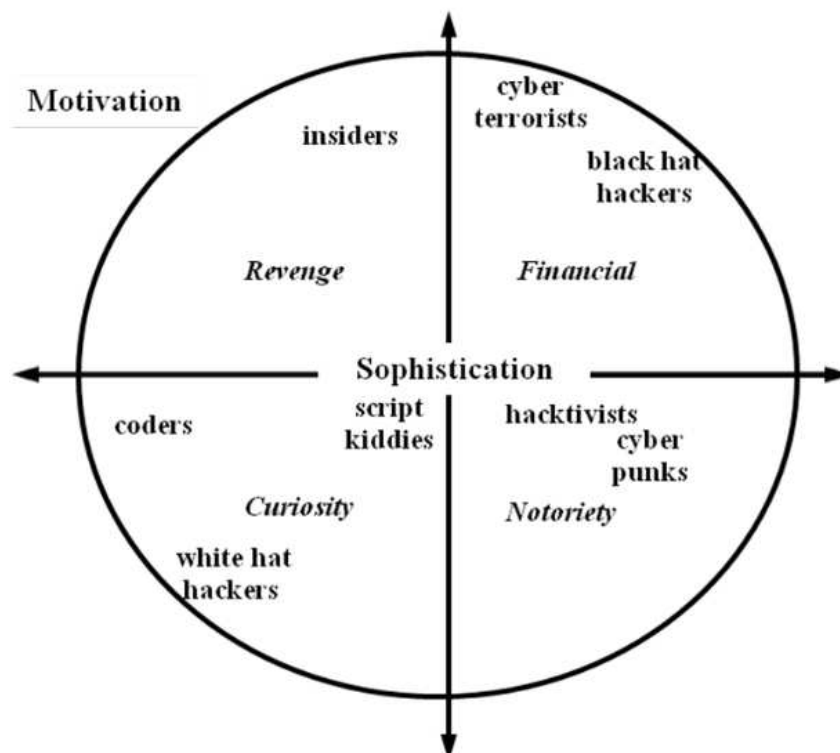 Motivation
cyber
terrorists
insiders
black hat
hackers
Revenge
Financial
Sophistication
coders
script
kiddies
hacktivists
cyber
punks
Curiosity
Notoriety
white hat
hackers